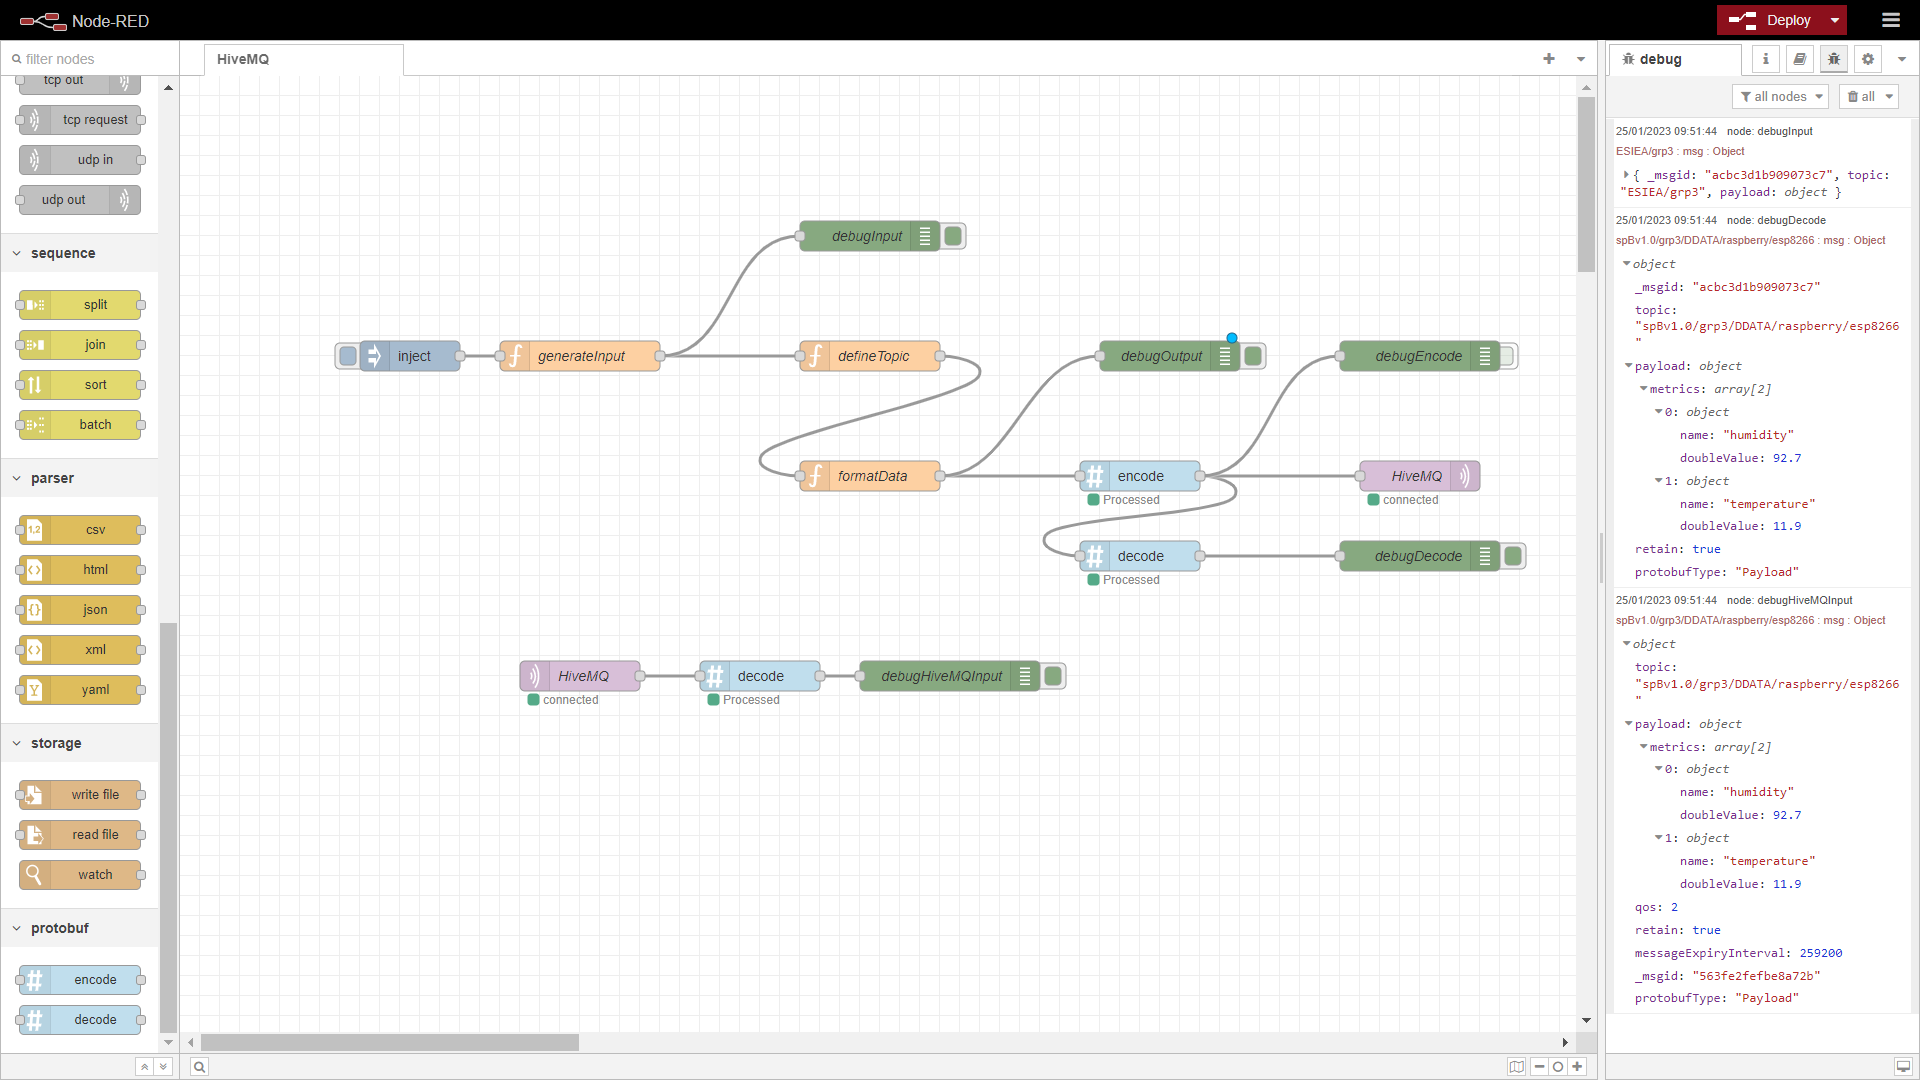 Node-RED
Deploy
filter nodes
tcp out
tcp request
udp in
udp out
sequence
split
join
sort
batch
parser
csv
html
json
xml
yaml
storage
write file
read file
watch
protobuf
encode
decode
HiveMQ
debugInput
inject
generateInput
defineTopic
debugOutput
debugEncode
formatData
encode
Processed
HiveMQ
connected
decode
Processed
debugDecode
HiveMQ
connected
decode
Processed
debugHiveMQInput
debug
all nodes
all
25/01/2023 09:51:44 node: debugInput
ESIEA/grp3 : msg : Object
{ _msgid: "acbc3d1b909073c7", topic:
"ESIEA/grp3", payload: object }
25/01/2023 09:51:44 node: debugDecode
spBv1.0/grp3/DDATA/raspberry/esp8266 : msg : Object
object
_msgid: "acbc3d1b909073c7"
topic:
"spBv1.0/grp3/DDATA/raspberry/esp8266
"
payload: object
metrics: array[2]
0: object
name: "humidity"
doubleValue: 92.7
1: object
name: "temperature"
doubleValue: 11.9
retain: true
protobufType: "Payload"
25/01/2023 09:51:44 node: debugHiveMQInput
spBv1.0/grp3/DDATA/raspberry/esp8266 : msg : Object
object
topic:
"spBv1.0/grp3/DDATA/raspberry/esp8266
"
payload: object
metrics: array[2]
0: object
name: "humidity"
doubleValue: 92.7
1: object
name: "temperature"
doubleValue: 11.9
qos: 2
retain: true
messageExpiryInterval: 259200
_msgid: "563fe2fefbe8a72b"
protobufType: "Payload"